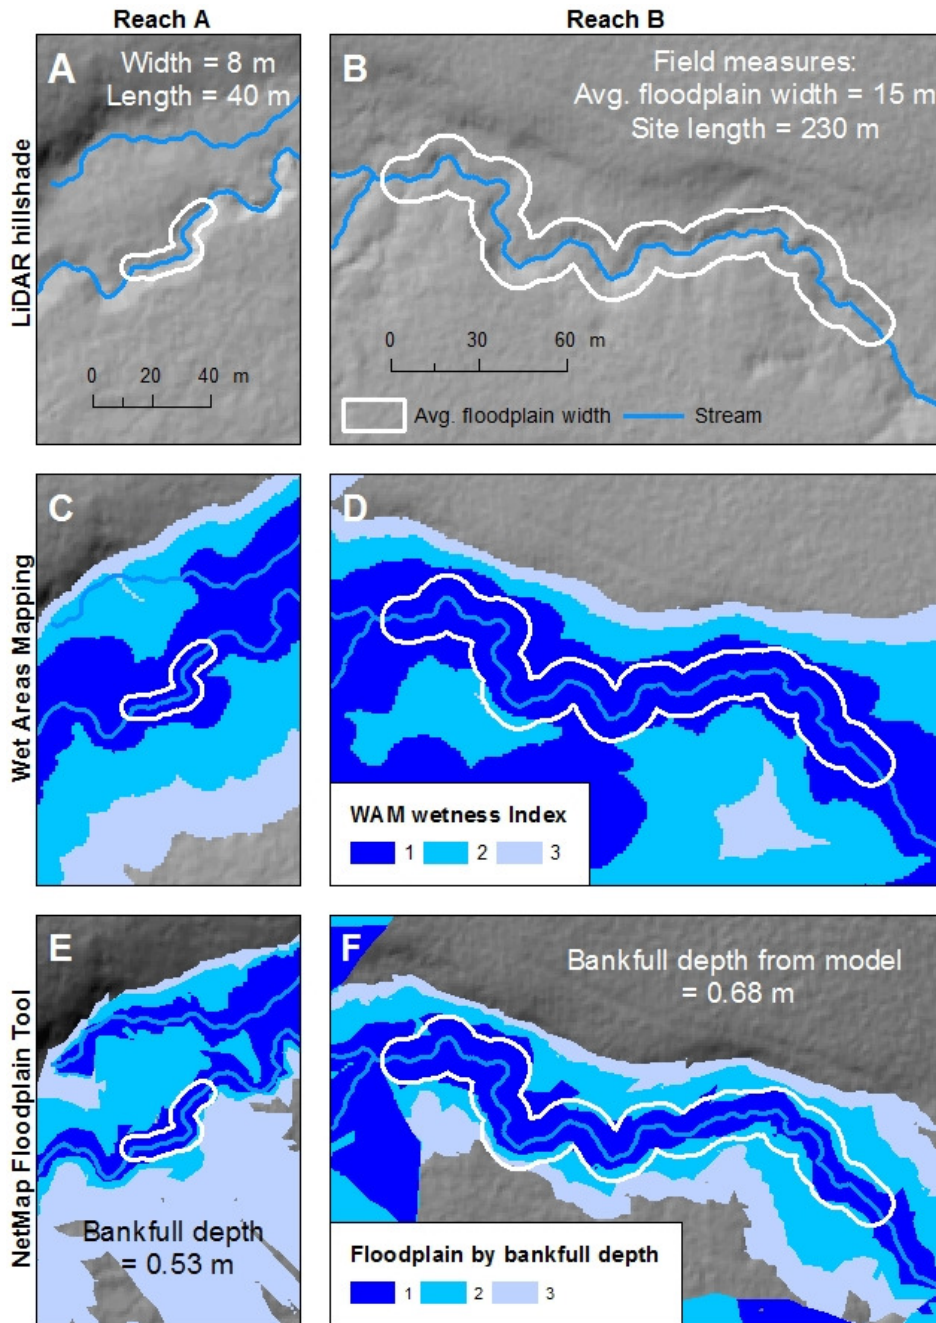 Reach A
Reach B
LiDAR hillshade
A
Width = 8 m
Length = 40 m
0 20 40 m
B
Field measures:
Avg. floodplain width = 15 m
Site length = 230 m
0 30 60 m
Avg. floodplain width Stream
Wet Areas Mapping
C
D
WAM wetness Index
1 2 3
NetMap Floodplain Tool
E
Bankfull depth
= 0.53 m
F
Bankfull depth from model
= 0.68 m
Floodplain by bankfull depth
1 2 3